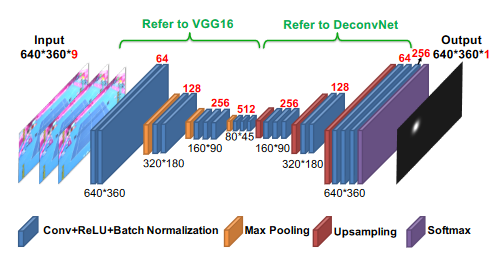 Refer to VGG16
Refer to DeconvNet
Input
640*360*9
Output
640*360*1
64
128
256
512
256
128
64
256
640*360
320*180
160*90
80*45
160*90
320*180
640*360
Conv+ReLU+Batch Normalization
Max Pooling
Upsampling
Softmax